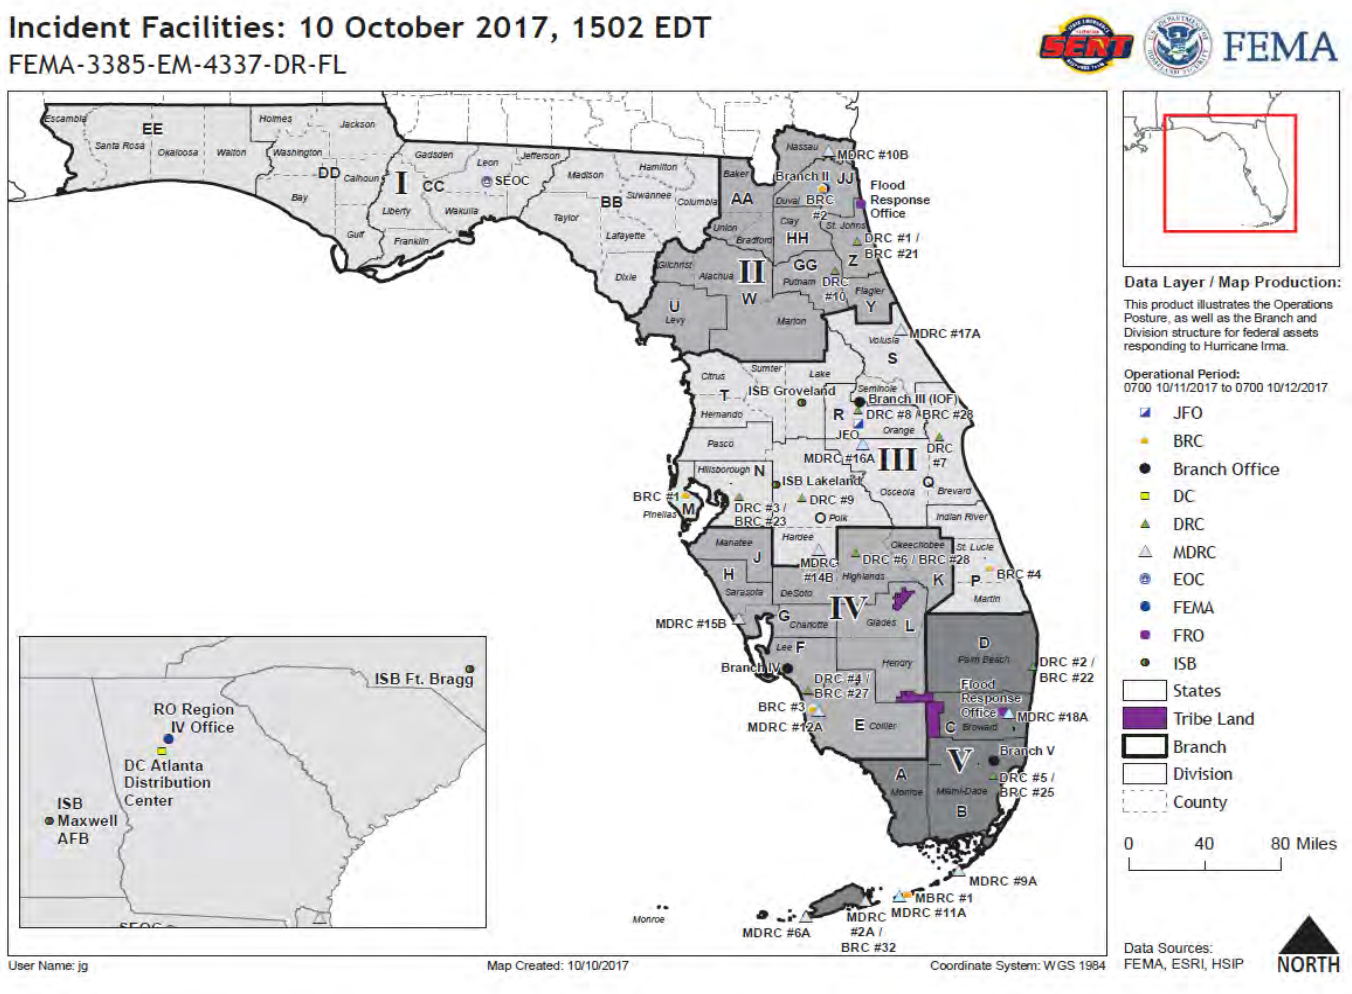 Incident Facilities: 10 October 2017, 1502 EDT
FEMA-3385-EM-4337-DR-FL
SERT
FEMA
Escambia
EE
Santa Rosa
Okaloosa
Walton
Holmes
Washington
Jackson
DD
Calhoun
Bay
Gulf
I
Gadsden
Leon
Jefferson
CC
SEOC
Liberty
Wakulla
Franklin
Madison
Hamilton
BB
Suwannee
Columbia
Taylor
Lafayette
Dixie
Baker
AA
Union
Bradford
Nassau
MDRC #10B
Branch II
JJ
Duval
BRC
#2
Flood
Response
Office
Clay
St. Johns
HH
DRC #1 /
BRC #21
Gilchrist
Alachua
II
W
GG
Putnam
Z
DRC
#10
Flagler
Y
U
Levy
Marion
Volusia
MDRC #17A
S
Citrus
Sumter
Lake
T
ISB Groveland
Seminole
Branch III (IOF)
Hernando
R
DRC #8 / BRC #28
JFO
Orange
Pasco
MDRC #16A
III
DRC
#7
Hillsborough
N
ISB Lakeland
Osceola
Q
Brevard
BRC #1
M
Pinellas
DRC #3 /
BRC #23
DRC #9
O
Polk
Indian River
Manatee
J
Hardee
MDRC
#14B
Okeechobee
DRC #6 / BRC #28
St. Lucie
H
Highlands
K
P
BRC #4
Sarasota
DeSoto
Martin
IV
MDRC #15B
G
Charlotte
Glades
L
Lee
F
Hendry
D
Palm Beach
Branch IV
DRC #4 /
BRC #27
DRC #2 /
BRC #22
Flood
Response
Office
BRC #3
MDRC #12A
E
Collier
C
Broward
MDRC #18A
V
Branch V
A
Monroe
Miami-Dade
DRC #5 /
BRC #25
B
MDRC #9A
MBRC #1
MDRC #11A
MDRC
#2A /
BRC #32
MDRC #6A
Monroe
ISB Ft. Bragg
RO Region
IV Office
DC Atlanta
Distribution
Center
ISB
Maxwell
AFB
SEOC
Data Layer / Map Production:
This product illustrates the Operations
Posture, as well as the Branch and
Division structure for federal assets
responding to Hurricane Irma.
Operational Period:
0700 10/11/2017 to 0700 10/12/2017
JFO
BRC
Branch Office
DC
DRC
MDRC
EOC
FEMA
FRO
ISB
States
Tribe Land
Branch
Division
County
0 40 80 Miles
Data Sources:
FEMA, ESRI, HSIP
NORTH
User Name: jg
Map Created: 10/10/2017
Coordinate System: WGS 1984